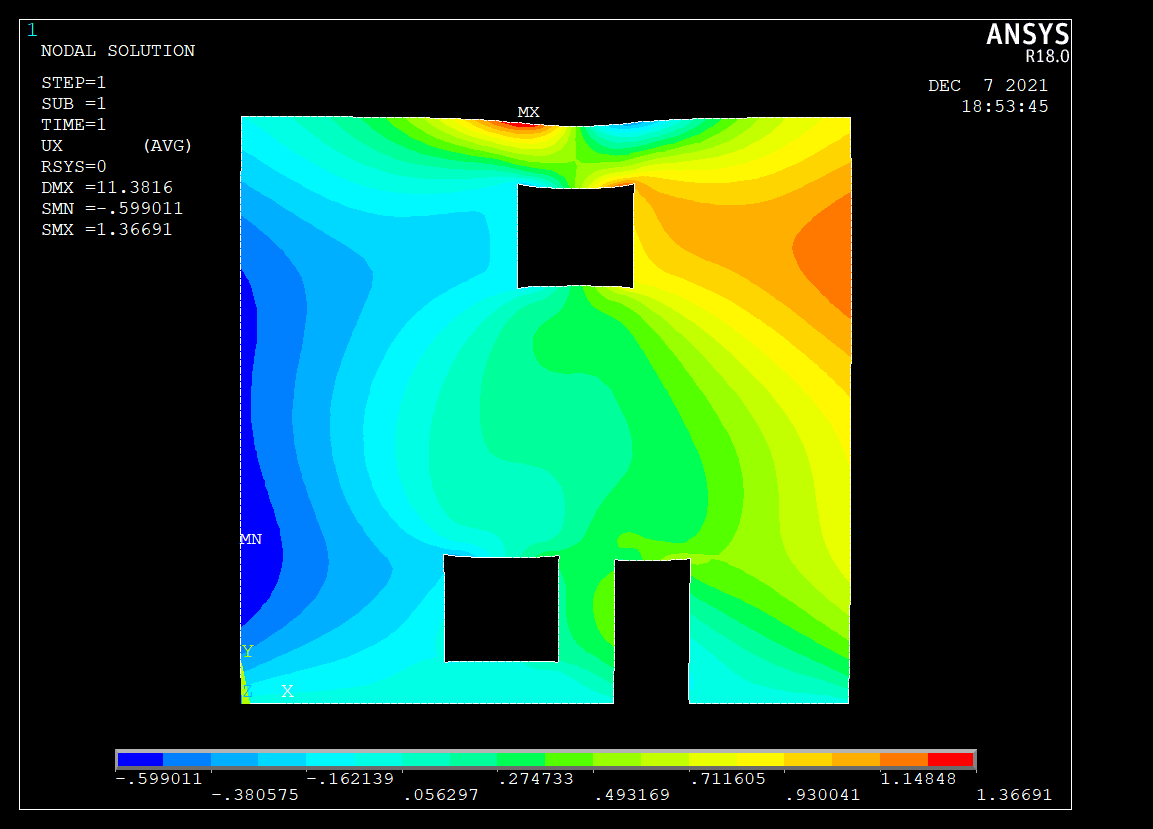 1
ANSYS
R18.0
NODAL SOLUTION
STEP=1
SUB =1
TIME=1
UX (AVG)
RSYS=0
DMX =11.3816
SMN =-.599011
SMX =1.36691
DEC 7 2021
18:53:45
MX
MN
Y
Z X
-.599011 -.162139 .274733 .711605 1.14848
-.380575 .056297 .493169 .930041 1.36691